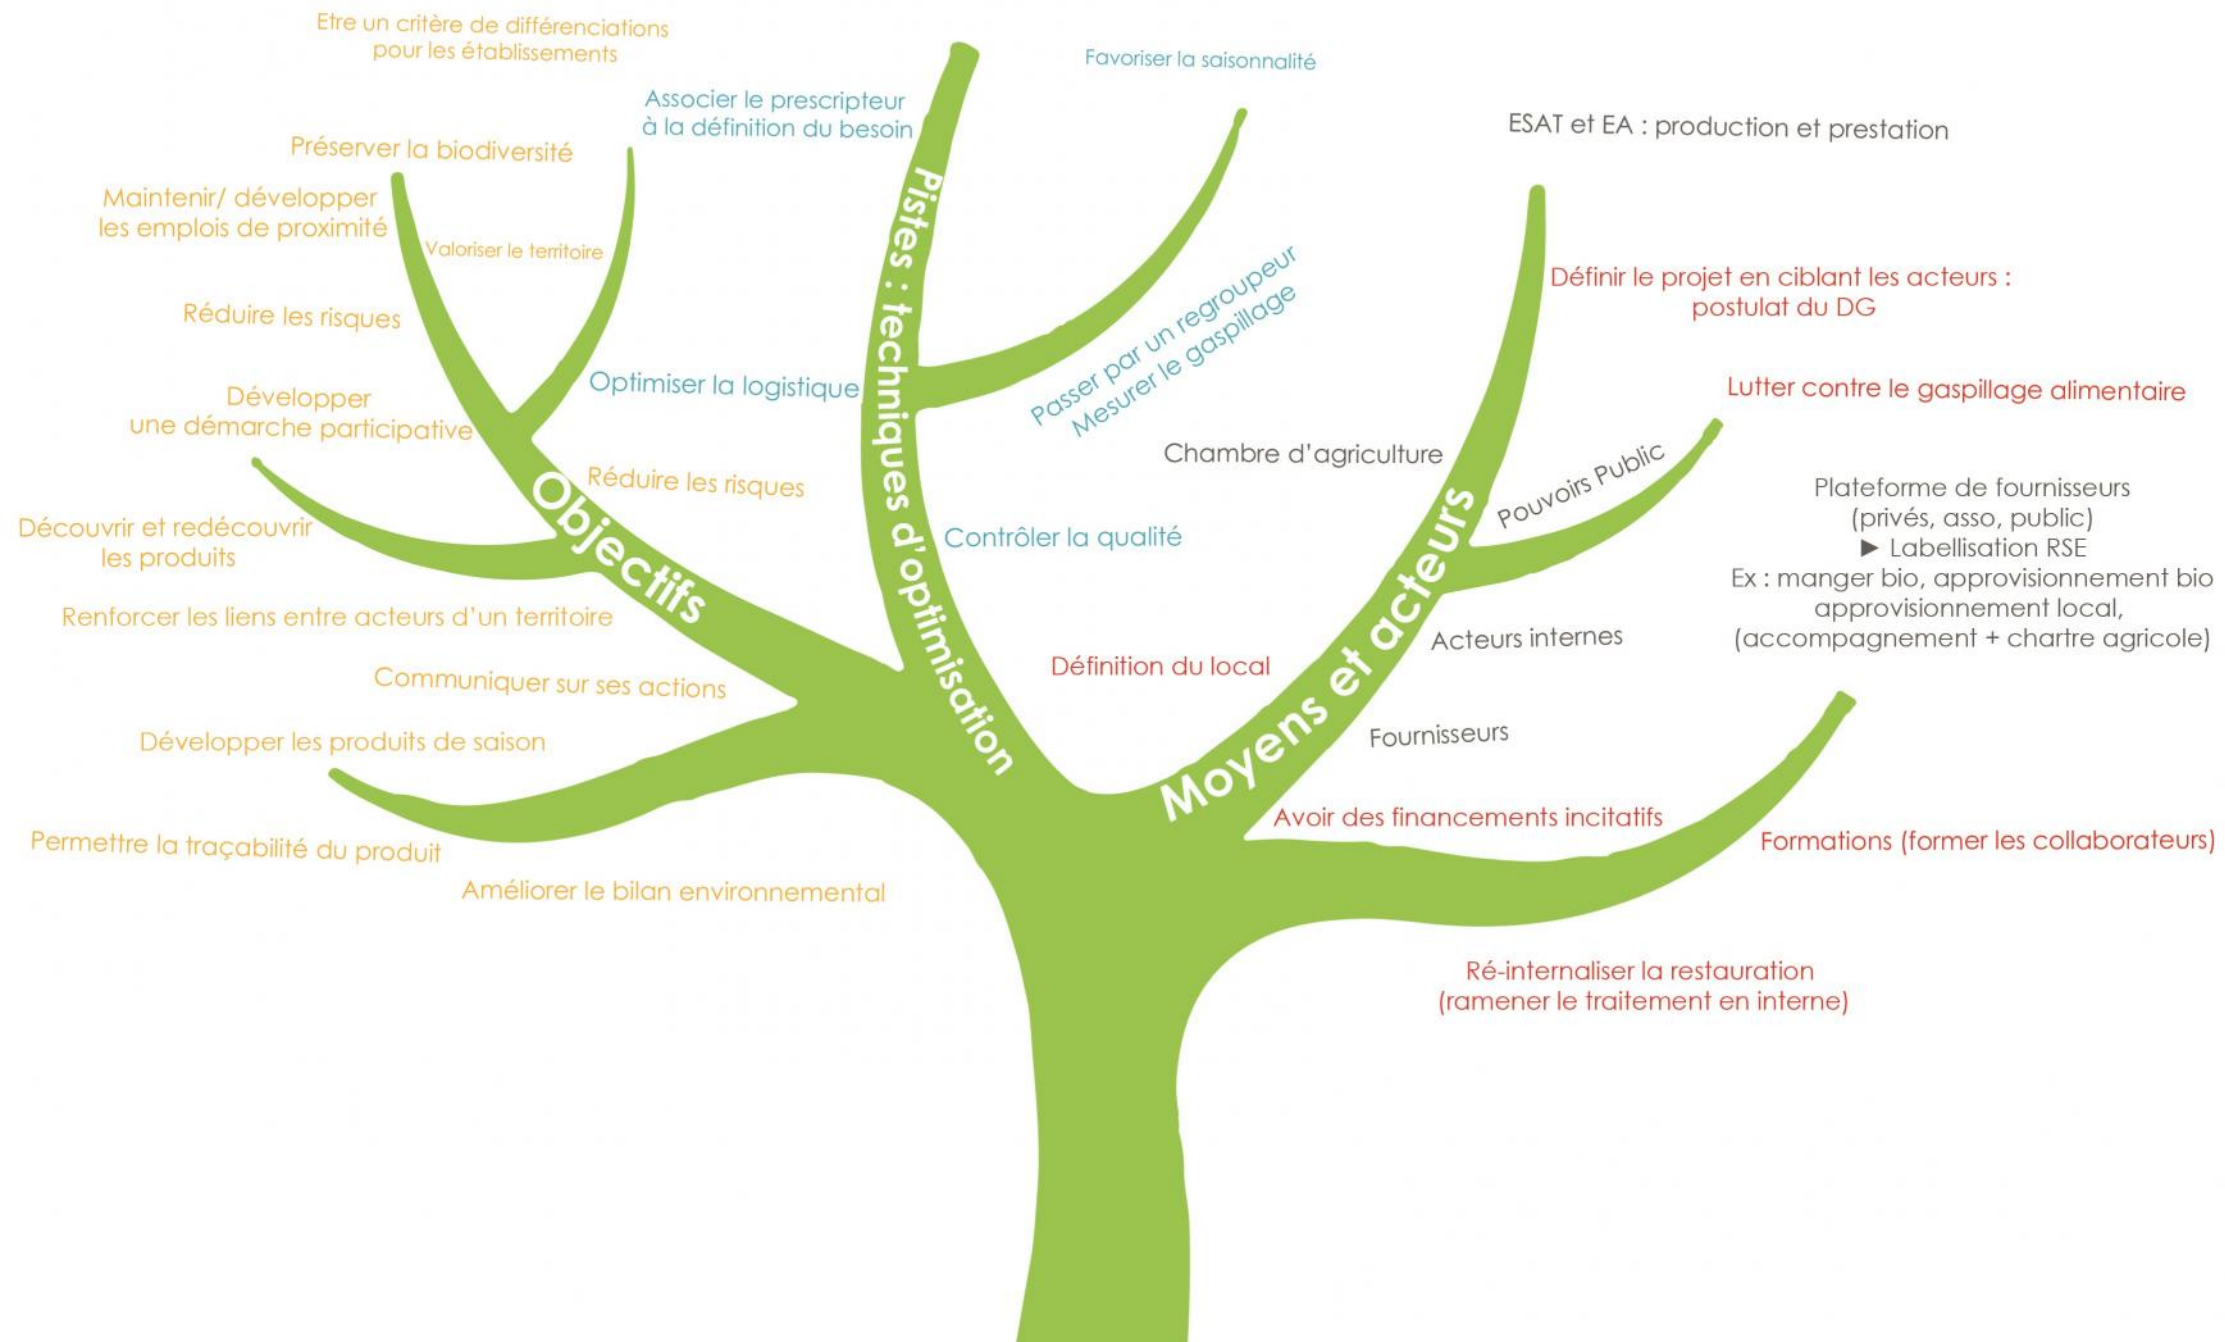 Etre un critère de différenciations
pour les établissements
Préserver la biodiversité
Maintenir/ développer
les emplois de proximité
Valoriser le territoire
Réduire les risques
Développer
une démarche participative
Réduire les risques
Objectifs
Découvrir et redécouvrir
les produits
Renforcer les liens entre acteurs d'un territoire
Communiquer sur ses actions
Développer les produits de saison
Permettre la traçabilité du produit
Améliorer le bilan environnemental
Associer le prescripteur
à la définition du besoin
Favoriser la saisonnalité
Pistes : techniques d'optimisation
Optimiser la logistique
Passer par un regroupeur
Mesurer le gaspillage
Contrôler la qualité
ESAT et EA : production et prestation
Définir le projet en ciblant les acteurs :
postulat du DG
Lutter contre le gaspillage alimentaire
Chambre d'agriculture
Pouvoirs Public
Plateforme de fournisseurs
(privés, asso, public)
► Labellisation RSE
Ex : manger bio, approvisionnement bio
approvisionnement local,
(accompagnement + chartre agricole)
Moyens et acteurs
Acteurs internes
Définition du local
Fournisseurs
Avoir des financements incitatifs
Formations (former les collaborateurs)
Ré-internaliser la restauration
(ramener le traitement en interne)